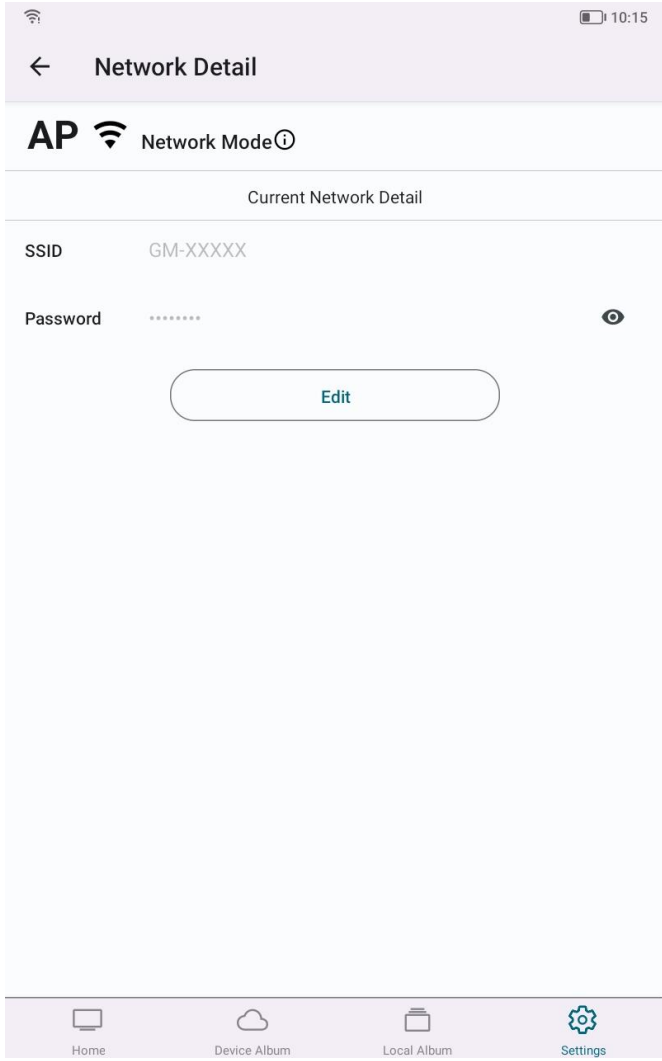 10:15
Network Detail
AP Network Mode
Current Network Detail
SSID GM-XXXXX
Password ••••••••
Edit
Home Device Album Local Album Settings